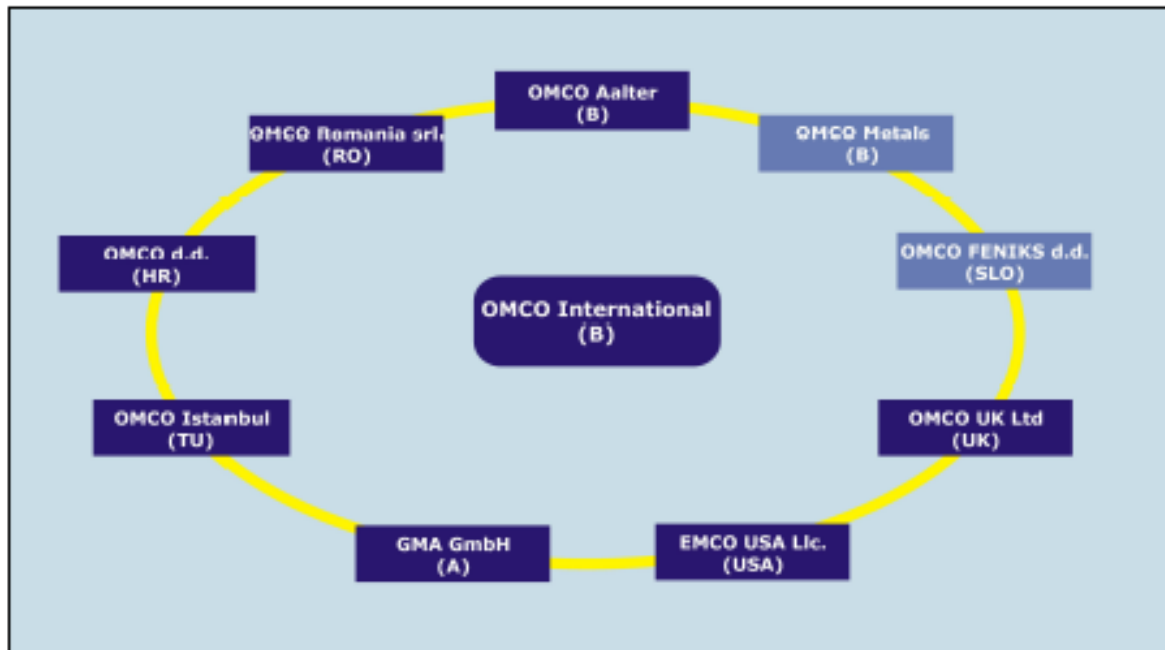 OMCO Aalter
(B)
OMCO Romania srl.
(RO)
OMCO Metals
(B)
OMCO d.d.
(HR)
OMCO FENIKS d.d.
(SLO)
OMCO International
(B)
OMCO Istambul
(TU)
OMCO UK Ltd
(UK)
GMA GmbH
(A)
EMCO USA Llc.
(USA)